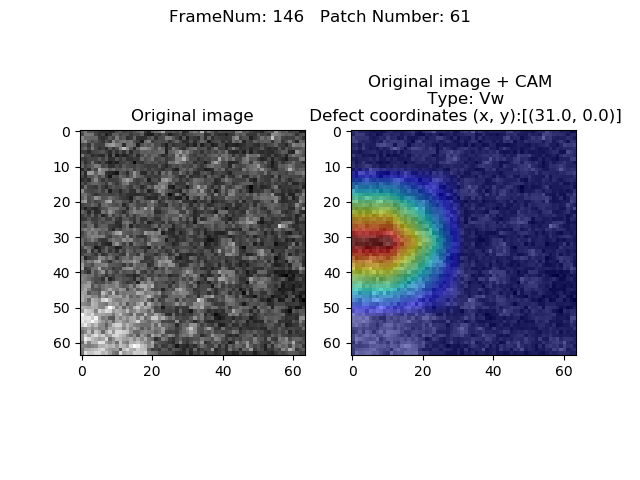 FrameNum: 146   Patch Number: 61
Original image
Original image + CAM
Type: Vw
Defect coordinates (x, y):[(31.0, 0.0)]
0
10
20
30
40
50
60
0 20 40 60
0
10
20
30
40
50
60
0 20 40 60